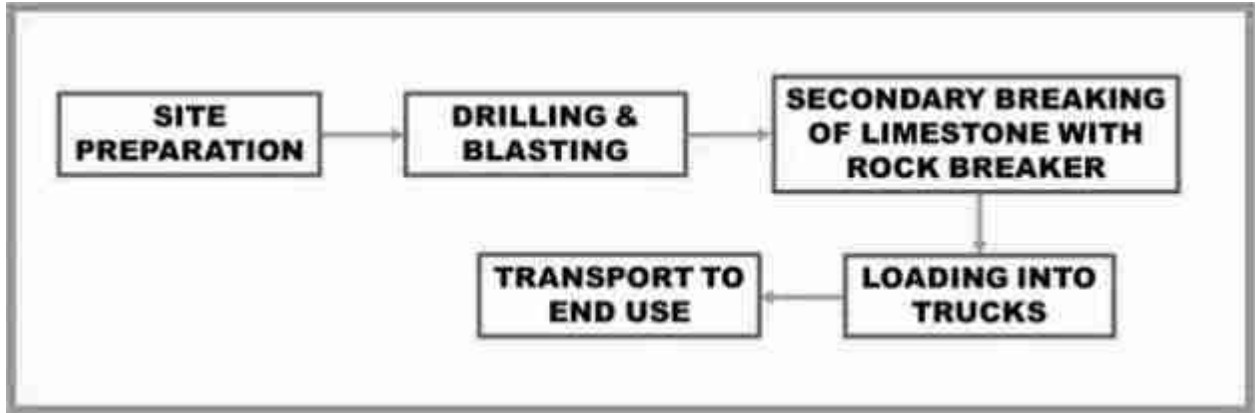 SITE
PREPARATION
DRILLING &
BLASTING
SECONDARY BREAKING
OF LIMESTONE WITH
ROCK BREAKER
LOADING INTO
TRUCKS
TRANSPORT TO
END USE